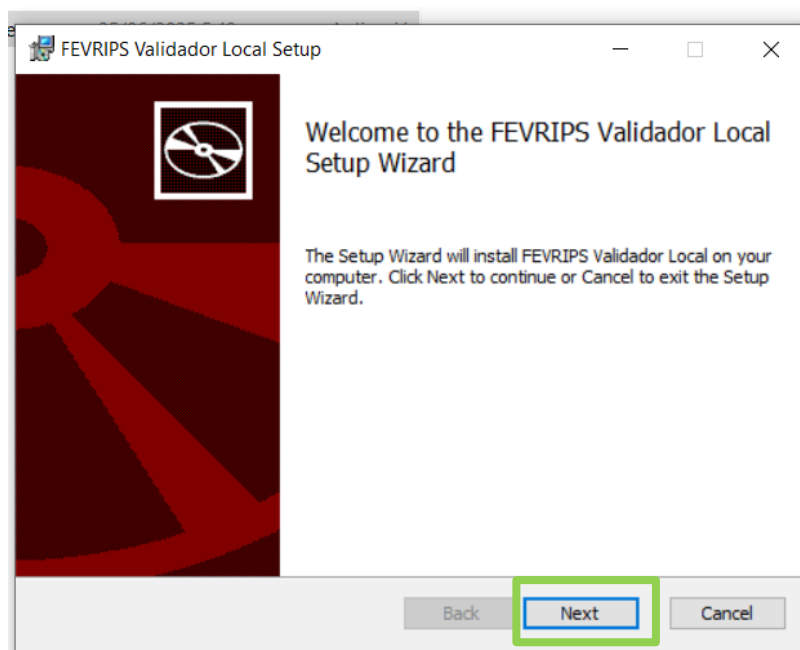 FEVRIPS Validador Local Setup
Welcome to the FEVRIPS Validador Local
Setup Wizard
The Setup Wizard will install FEVRIPS Validador Local on your
computer. Click Next to continue or Cancel to exit the Setup
Wizard.
Back
Next
Cancel